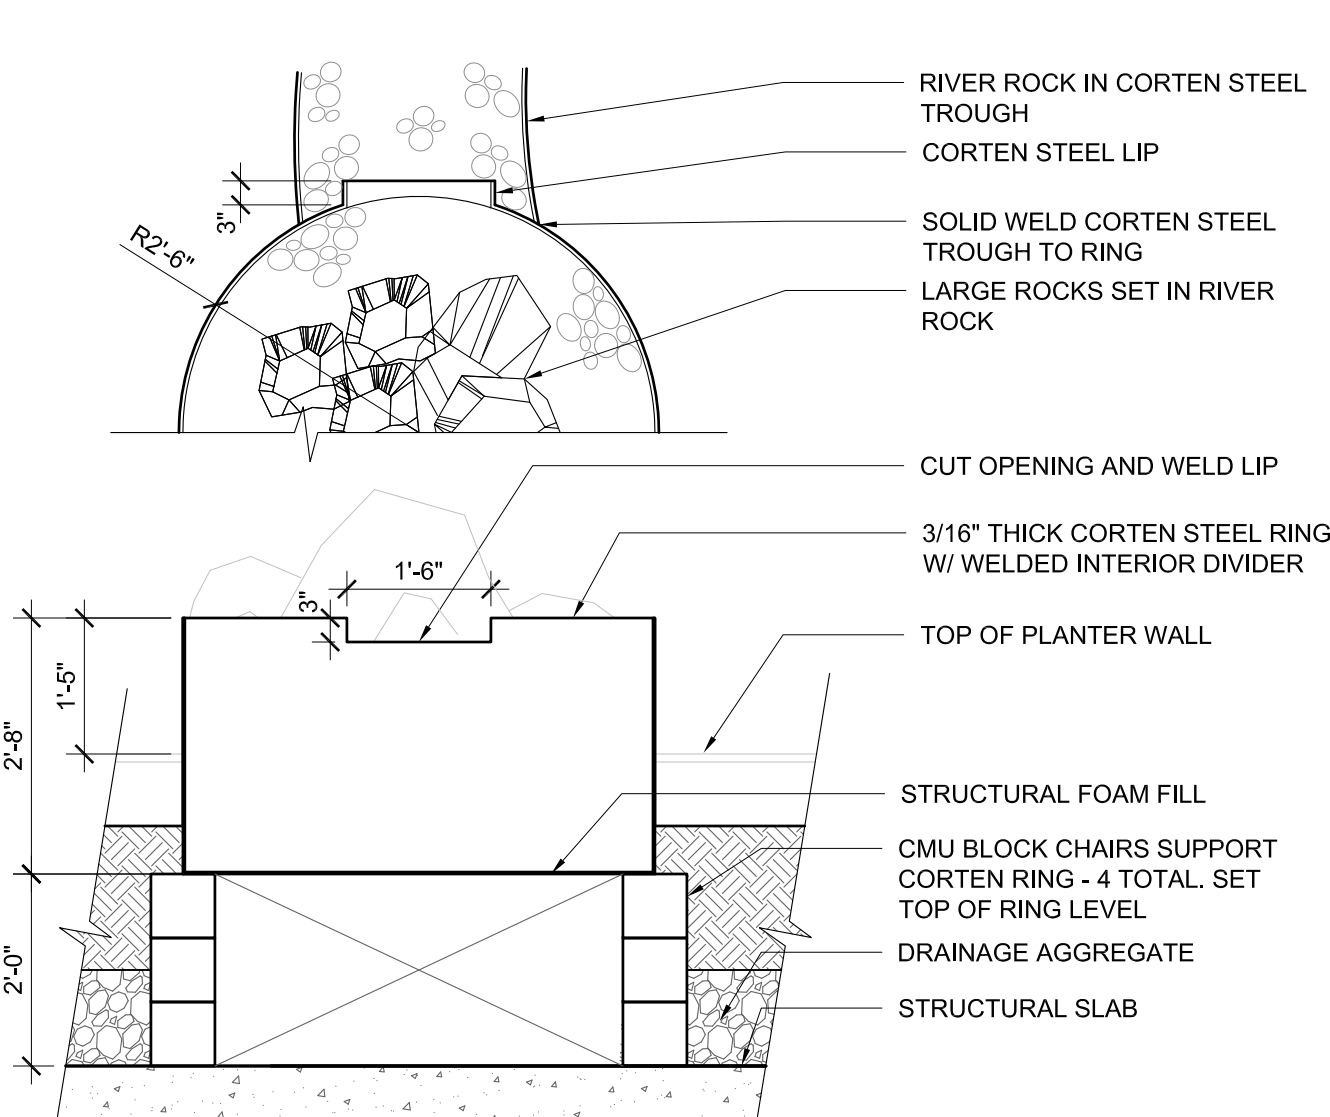 RIVER ROCK IN CORTEN STEEL
TROUGH
CORTEN STEEL LIP
3"
SOLID WELD CORTEN STEEL
TROUGH TO RING
R2'-6"
LARGE ROCKS SET IN RIVER
ROCK
CUT OPENING AND WELD LIP
3/16" THICK CORTEN STEEL RING
W/ WELDED INTERIOR DIVIDER
1'-6"
3"
TOP OF PLANTER WALL
1'-5"
2'-8"
STRUCTURAL FOAM FILL
CMU BLOCK CHAIRS SUPPORT
CORTEN RING - 4 TOTAL. SET
TOP OF RING LEVEL
DRAINAGE AGGREGATE
2'-0"
STRUCTURAL SLAB